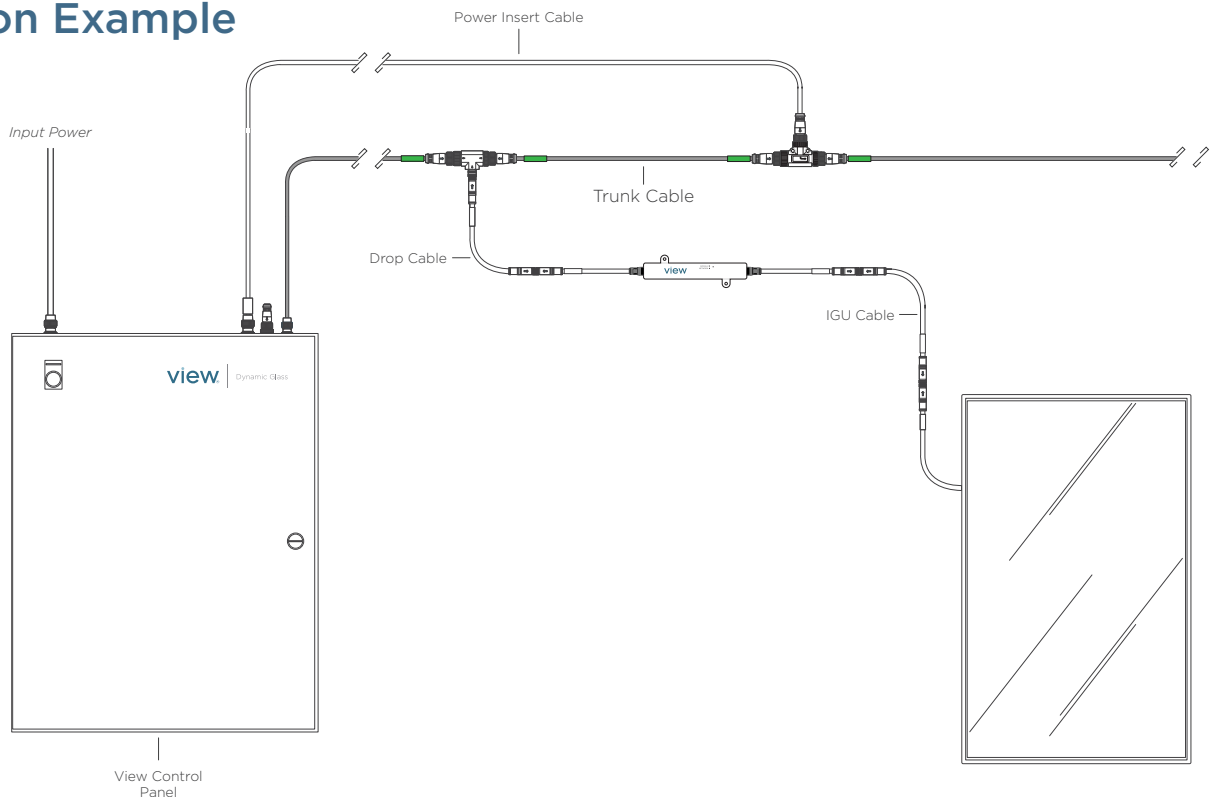 on Example
Power Insert Cable
Input Power
Trunk Cable
Drop Cable
view
IGU Cable
view
Dynamic Glass
View Control
Panel